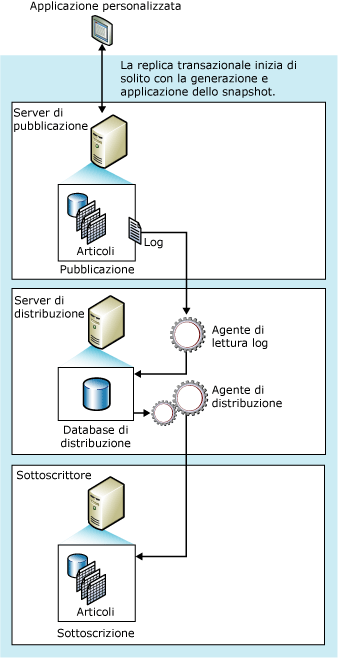 Applicazione personalizzata
La replica transazionale inizia di
solito con la generazione e
applicazione dello snapshot.
Server di
pubblicazione
Articoli
Log
Pubblicazione
Server di
distribuzione
Agente di
lettura log
Agente di
distribuzione
Database di
distribuzione
Sottoscrittore
Articoli
Sottoscrizione